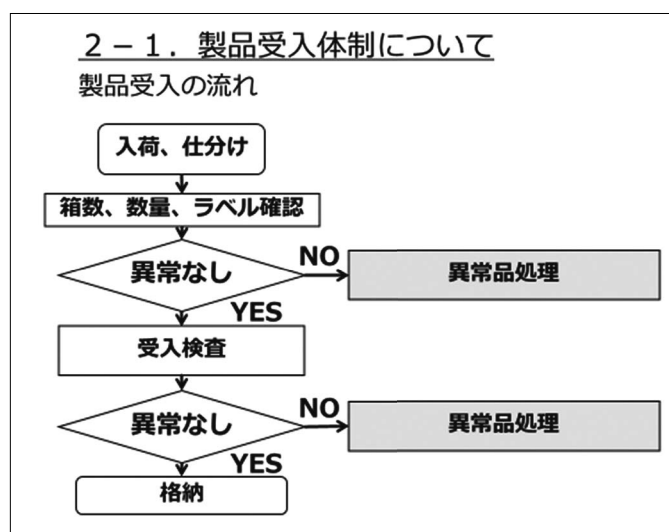 ２－１．製品受入体制について
製品受入の流れ
入荷、仕分け
箱数、数量、ラベル確認
異常なし
NO
異常品処理
YES
受入検査
異常なし
NO
異常品処理
YES
格納